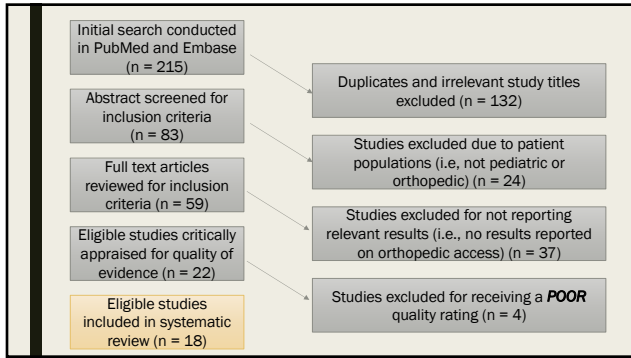 Initial search conducted
in PubMed and Embase
(n = 215)
Duplicates and irrelevant study titles
excluded (n = 132)
Abstract screened for
inclusion criteria
(n = 83)
Studies excluded due to patient
populations (i.e, not pediatric or
orthopedic) (n = 24)
Full text articles
reviewed for inclusion
criteria (n = 59)
Studies excluded for not reporting
relevant results (i.e., no results reported
on orthopedic access) (n = 37)
Eligible studies critically
appraised for quality of
evidence (n = 22)
Studies excluded for receiving a POOR
quality rating (n = 4)
Eligible studies
included in systematic
review (n = 18)